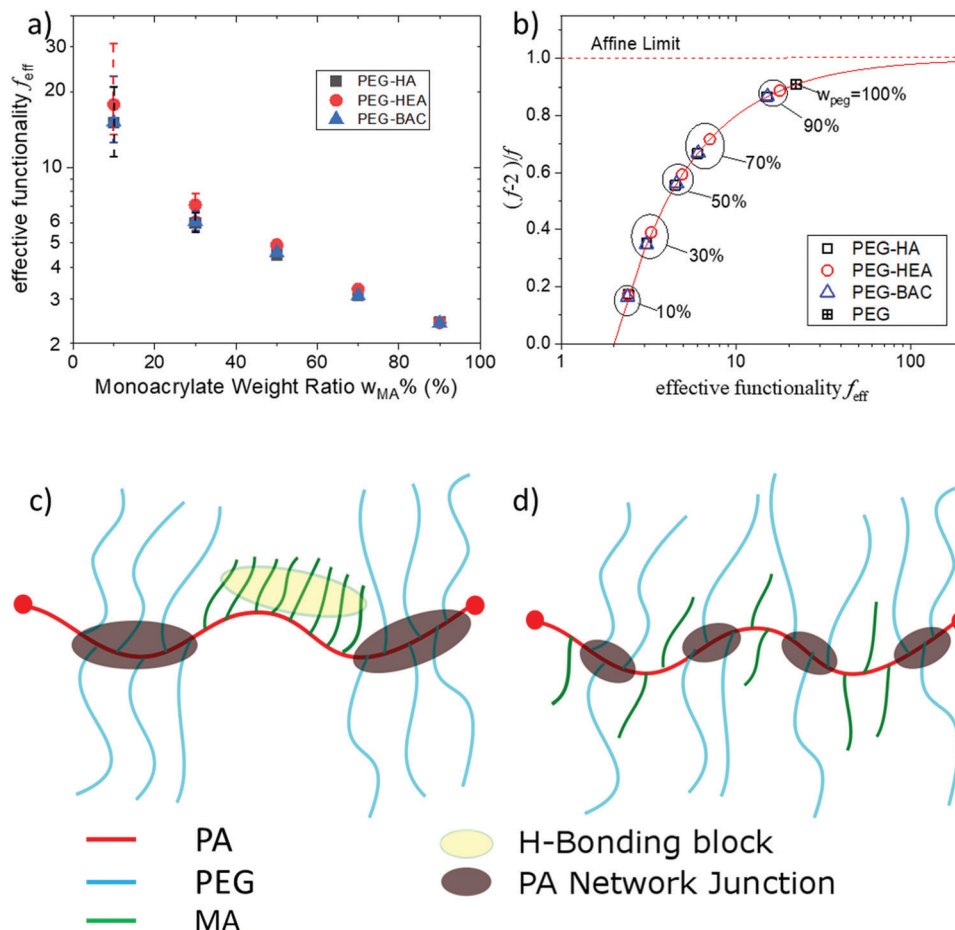 a)
effective functionality f_eff
30
20
10
6
5
4
3
2
0
20
40
60
80
100
Monoacrylate Weight Ratio w_MA% (%)
PEG-HA
PEG-HEA
PEG-BAC
b)
(f-2)/f
1.0
0.8
0.6
0.4
0.2
0.0
1
10
100
effective functionality f_eff
Affine Limit
w_peg=100%
90%
70%
50%
30%
10%
PEG-HA
PEG-HEA
PEG-BAC
PEG
c)
d)
PA
PEG
MA
H-Bonding block
PA Network Junction